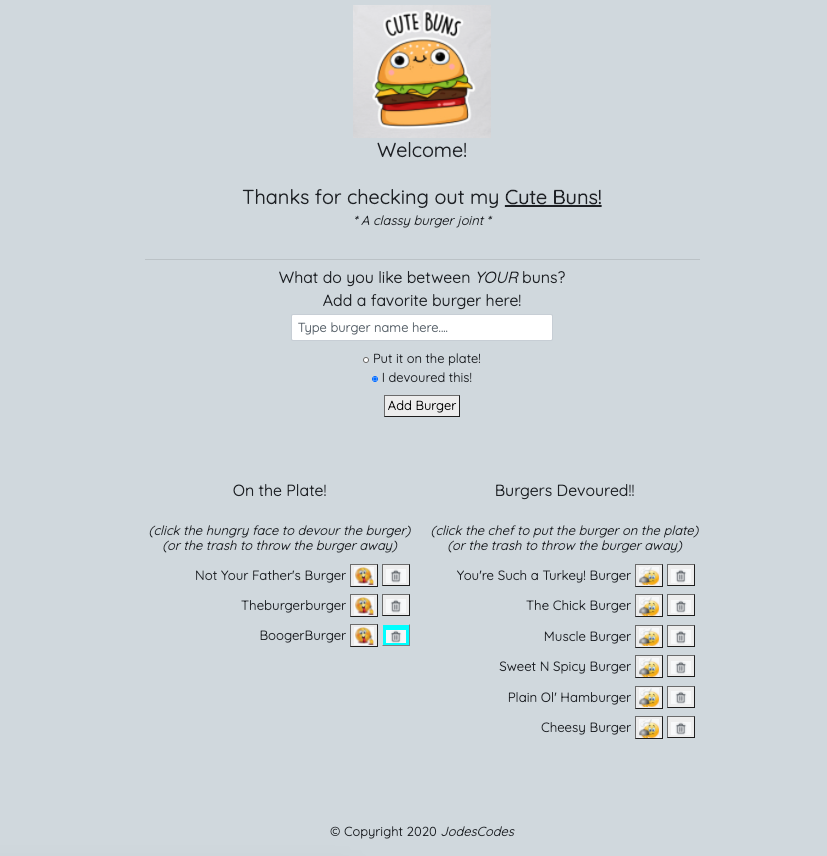 CUTE BUNS
Welcome!
Thanks for checking out my Cute Buns!
* A classy burger joint *
What do you like between YOUR buns?
Add a favorite burger here!
Type burger name here....
Put it on the plate!
I devoured this!
Add Burger
On the Plate!
(click the hungry face to devour the burger)
(or the trash to throw the burger away)
Not Your Father's Burger
Theburgerburger
BoogerBurger
Burgers Devoured!!
(click the chef to put the burger on the plate)
(or the trash to throw the burger away)
You're Such a Turkey! Burger
The Chick Burger
Muscle Burger
Sweet N Spicy Burger
Plain Ol' Hamburger
Cheesy Burger
© Copyright 2020 JodesCodes